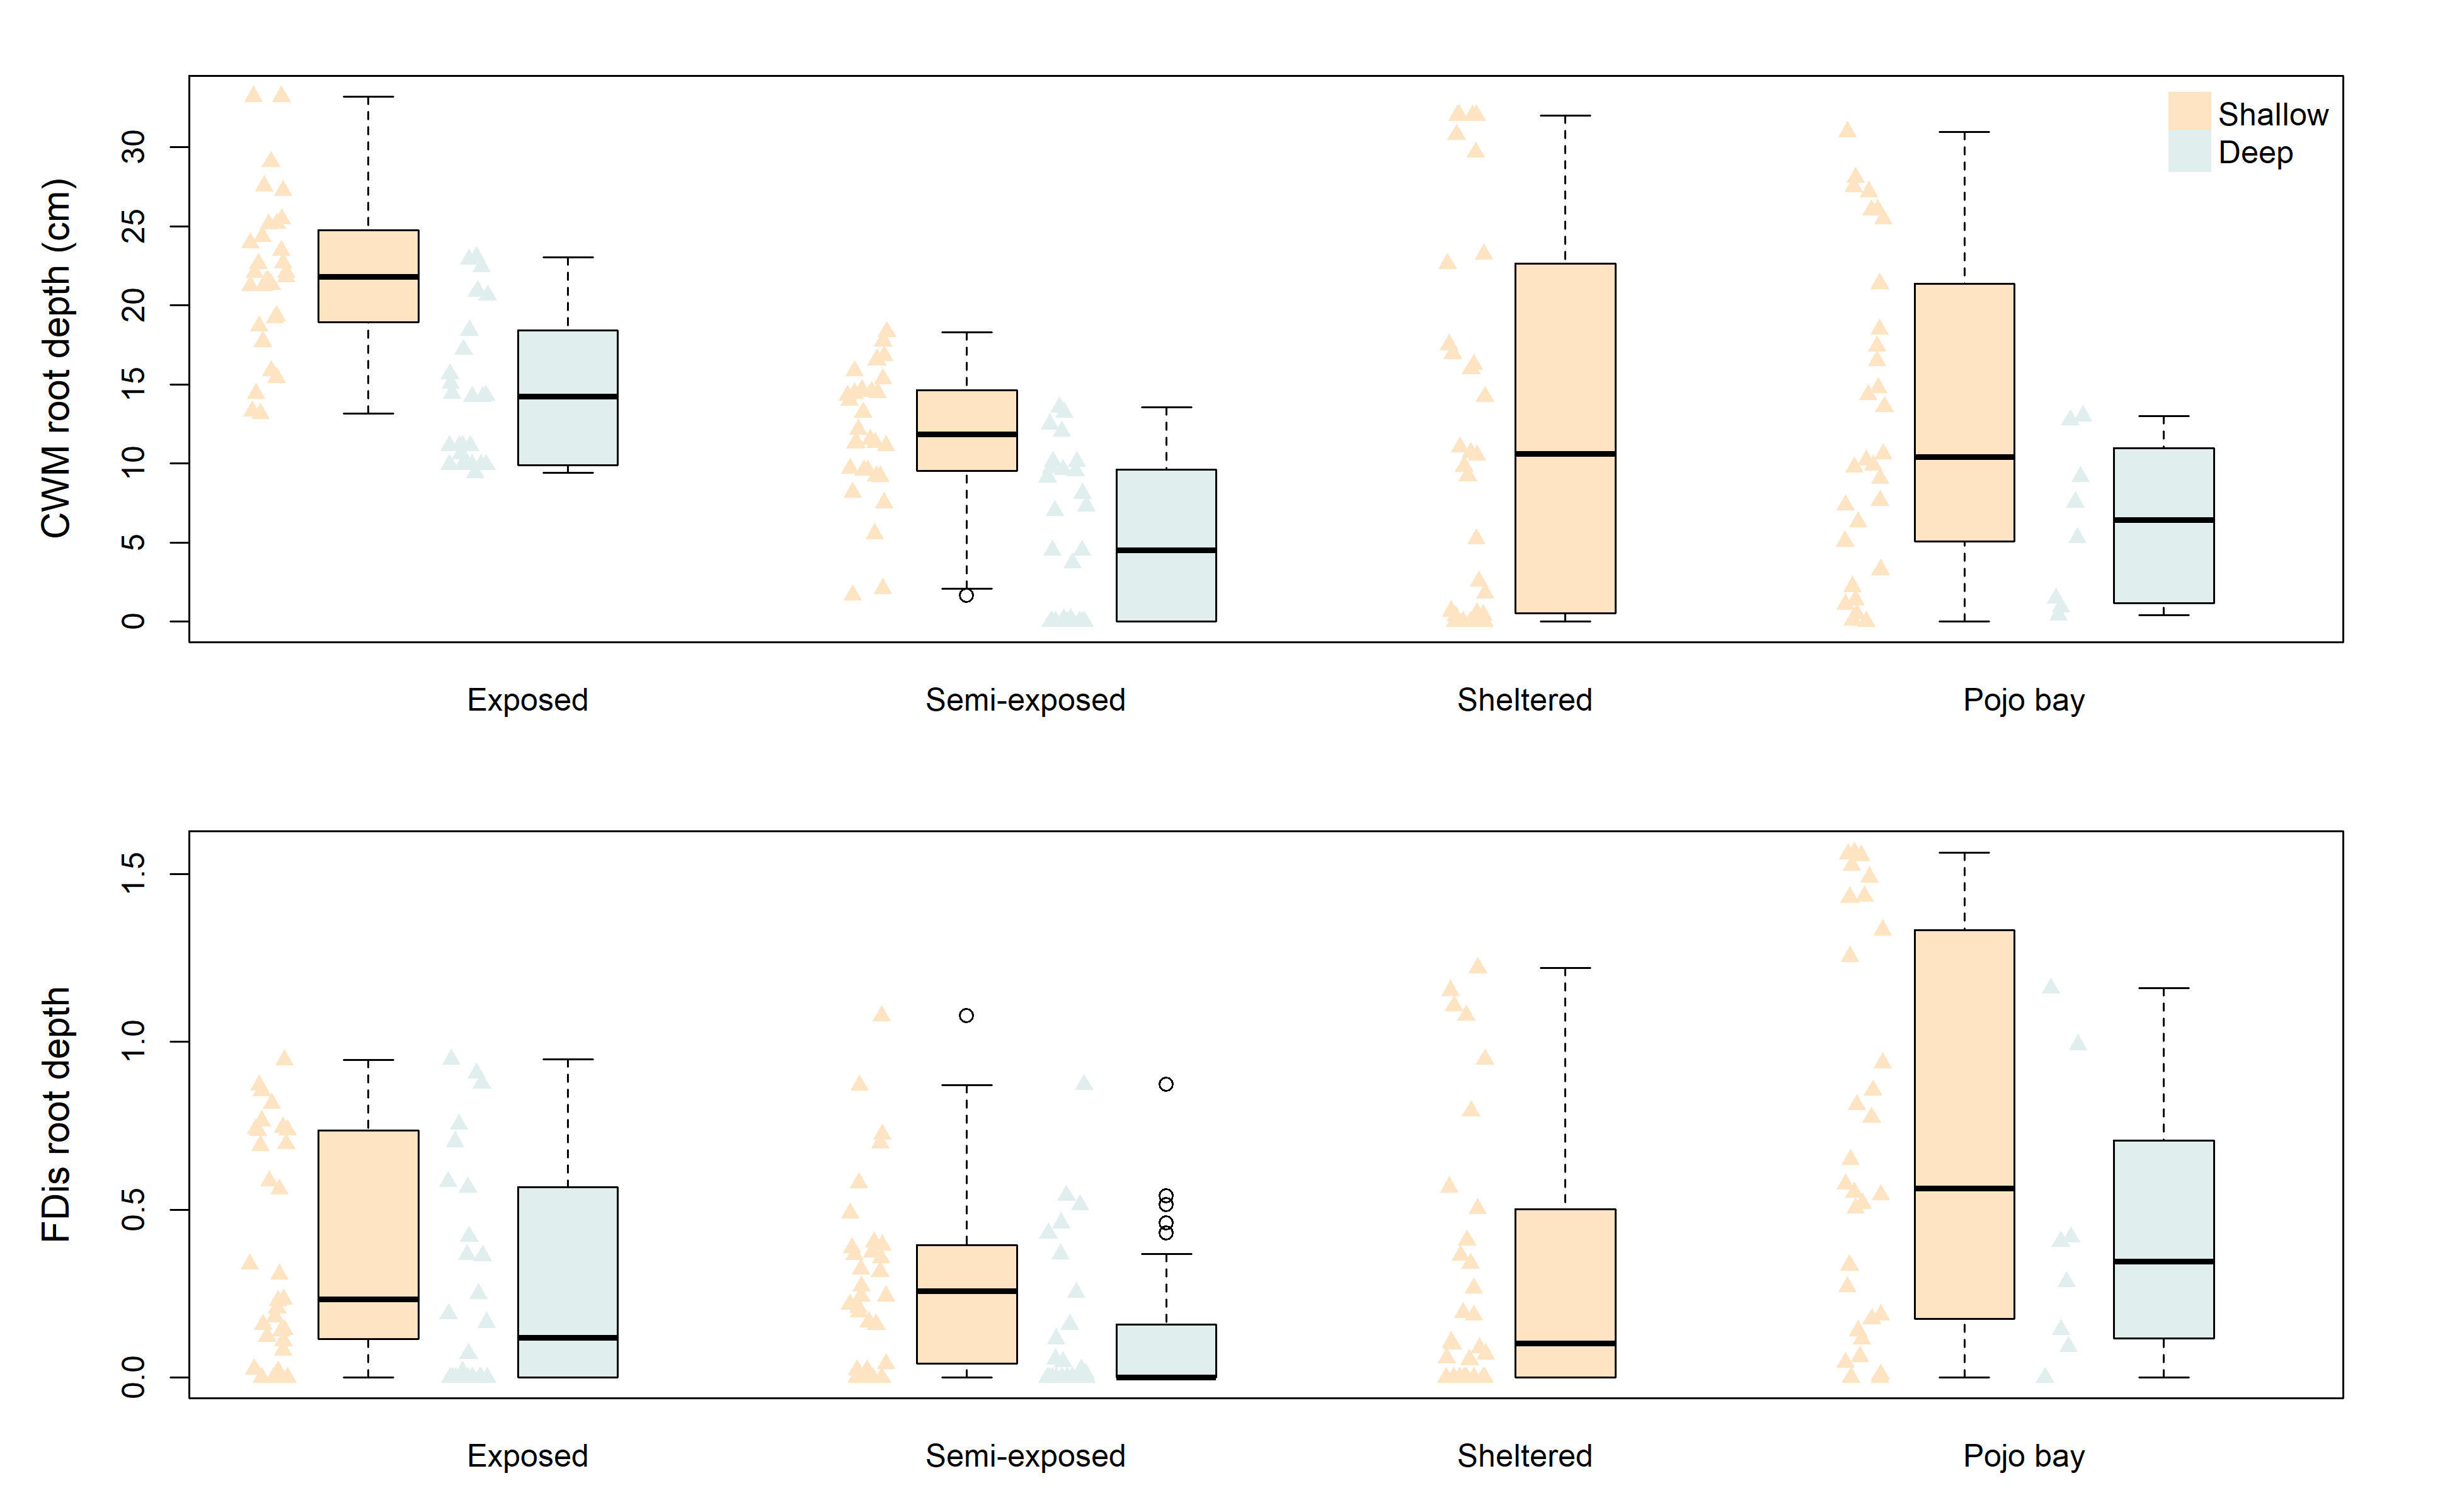 CWM root depth (cm)
30
25
20
15
10
5
0
Shallow
Deep
Exposed Semi-exposed Sheltered Pojo bay
FDis root depth
1.5
1.0
0.5
0.0
Exposed Semi-exposed Sheltered Pojo bay